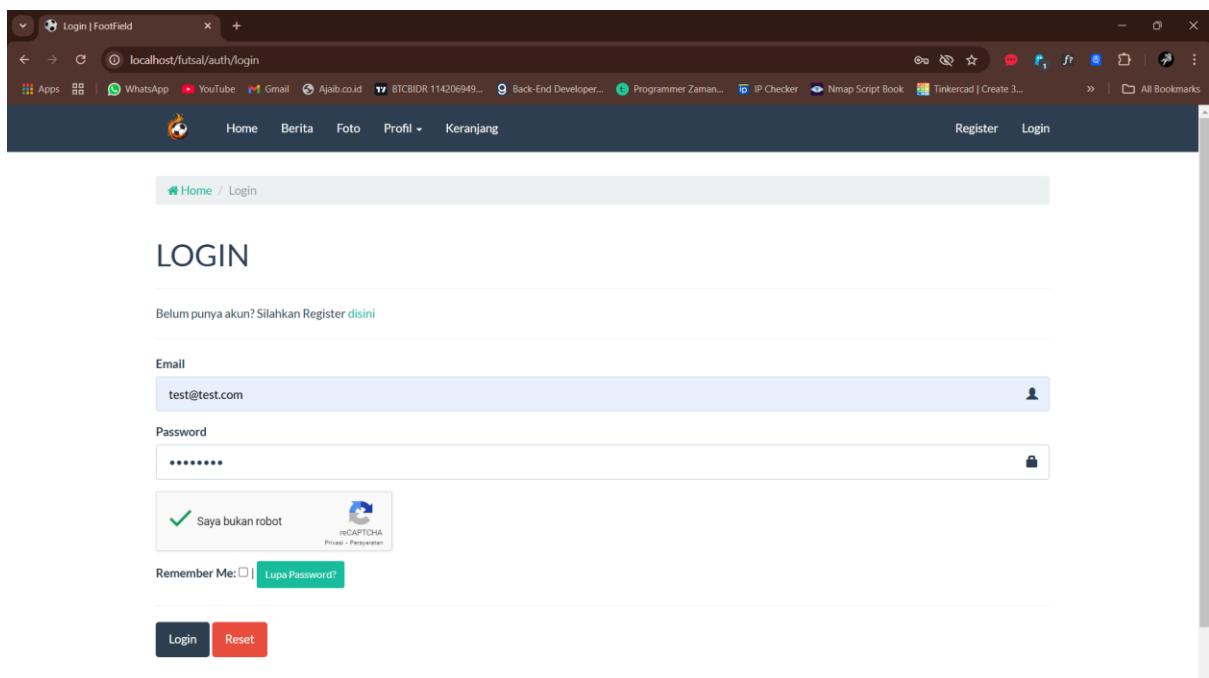 Login | FootField
localhost/futsal/auth/login
Apps WhatsApp YouTube Gmail Ajaib.co.id BTCBIDR 114206949... Back-End Developer... Programmer Zaman... IP Checker Nmap Script Book Tinkercad | Create 3... » All Bookmarks
Home Berita Foto Profil Keranjang Register Login
Home / Login
LOGIN
Belum punya akun? Silahkan Register disini
Email
test@test.com
Password
Saya bukan robot
reCAPTCHA
Privasi - Persyaratan
Remember Me: | Lupa Password?
Login Reset